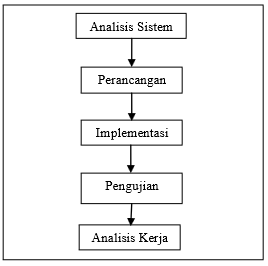 Analisis Sistem
Perancangan
Implementasi
Pengujian
Analisis Kerja